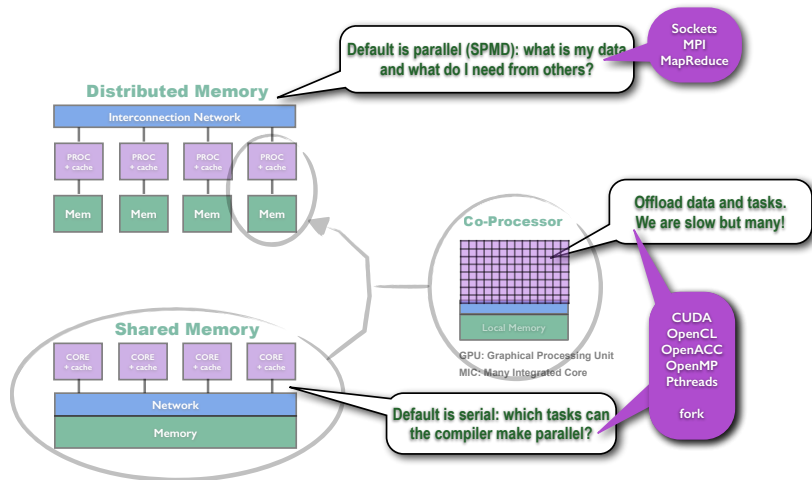 Default is parallel (SPMD): what is my data
and what do I need from others?
Sockets
MPI
MapReduce
Distributed Memory
Interconnection Network
PROC
+ cache
PROC
+ cache
PROC
+ cache
PROC
+ cache
Mem
Mem
Mem
Mem
Offload data and tasks.
We are slow but many!
Co-Processor
Local Memory
GPU: Graphical Processing Unit
MIC: Many Integrated Core
CUDA
OpenCL
OpenACC
OpenMP
Pthreads
fork
Shared Memory
CORE
+ cache
CORE
+ cache
CORE
+ cache
CORE
+ cache
Network
Memory
Default is serial: which tasks can
the compiler make parallel?